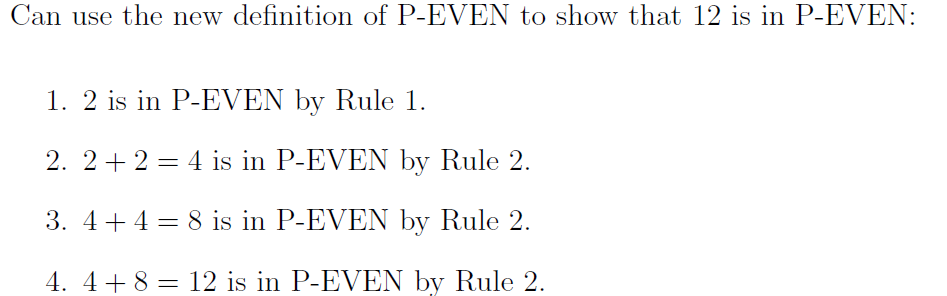 Can use the new definition of P-EVEN to show that 12 is in P-EVEN:
1. 2 is in P-EVEN by Rule 1.
2. 2 + 2 = 4 is in P-EVEN by Rule 2.
3. 4 + 4 = 8 is in P-EVEN by Rule 2.
4. 4 + 8 = 12 is in P-EVEN by Rule 2.